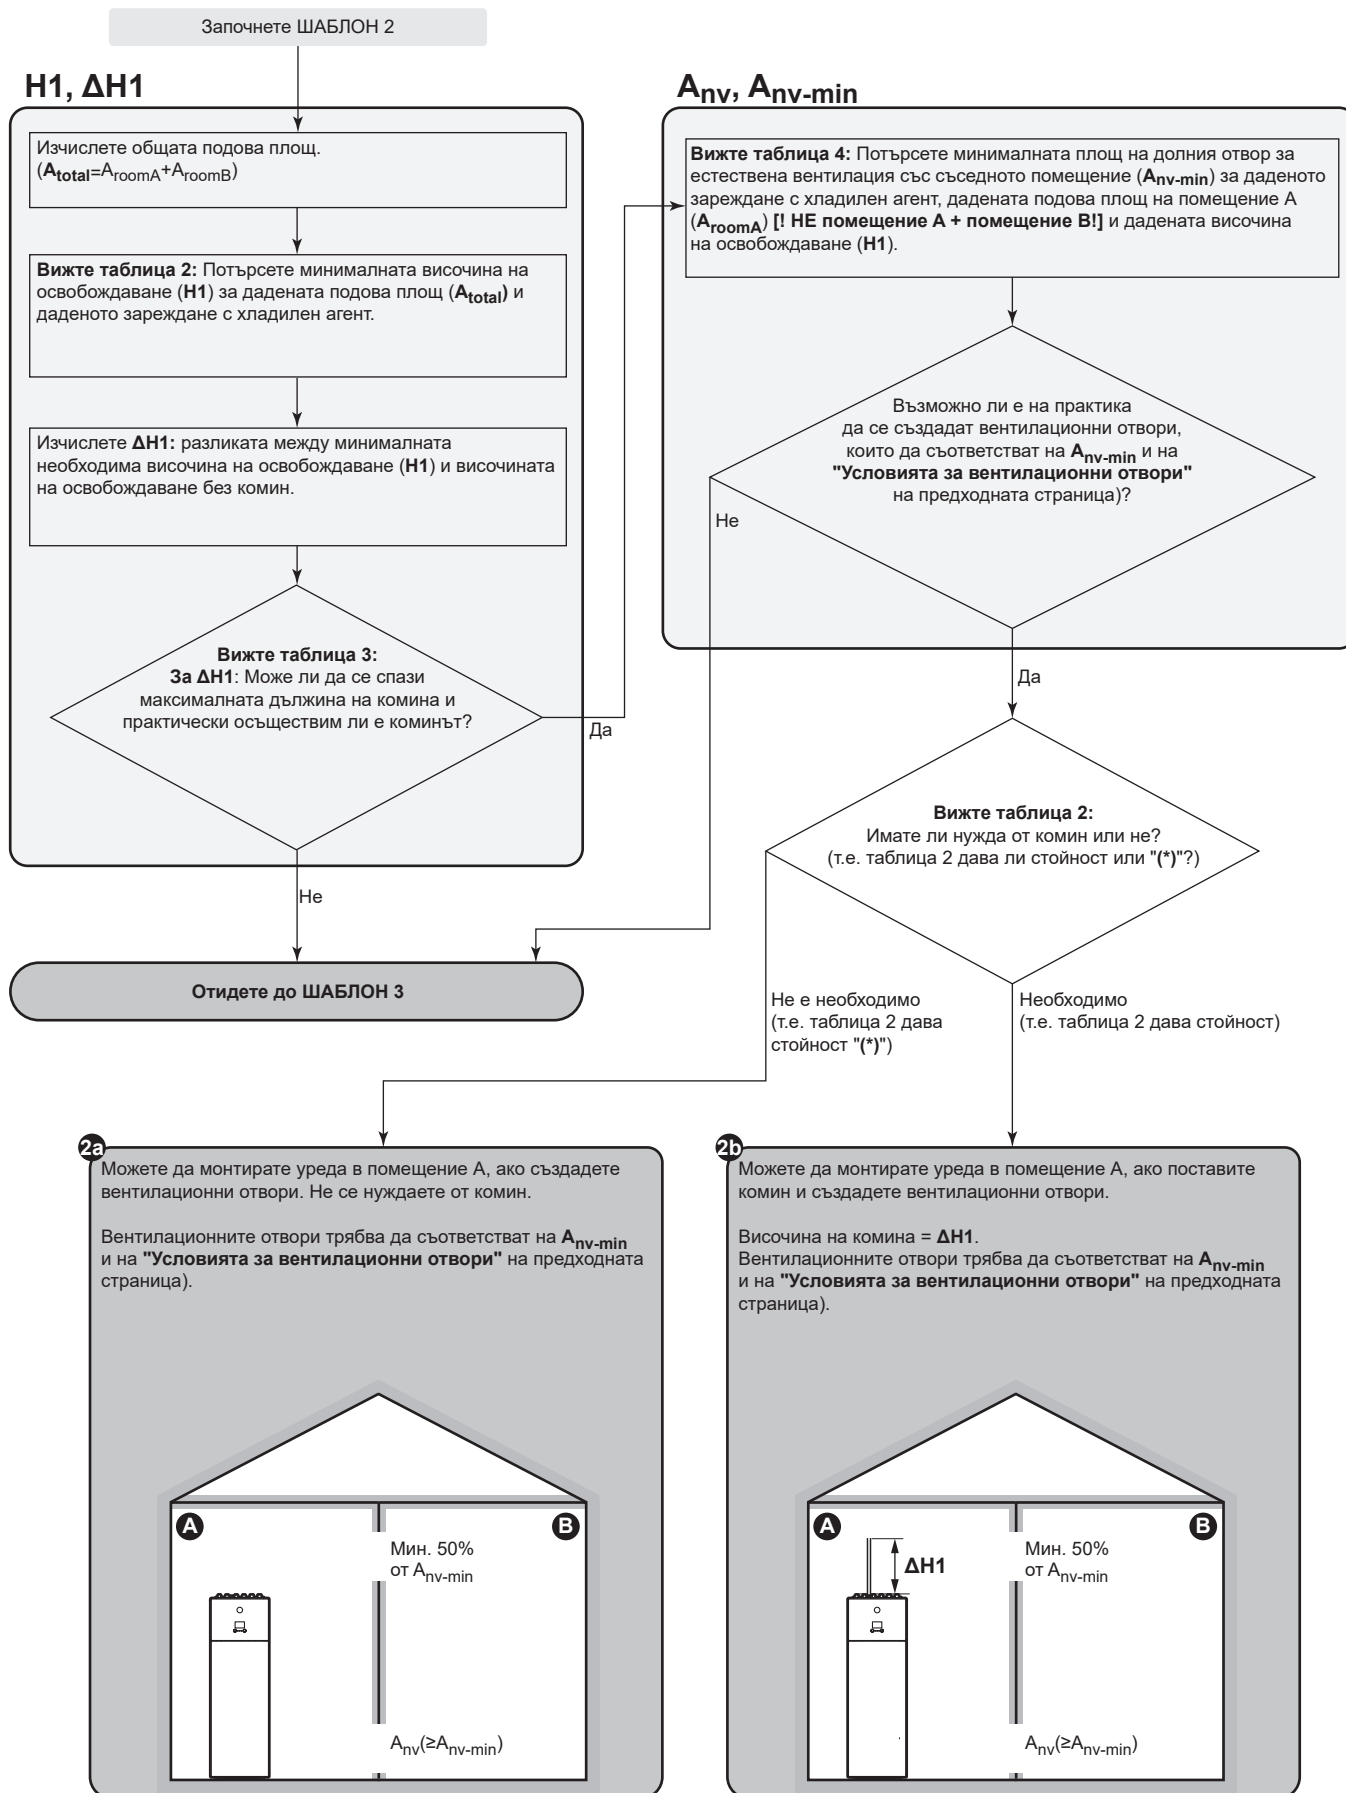 Започнете ШАБЛОН 2
H1, ΔH1
Изчислете общата подова площ.
(Atotal=AroomA+AroomB)
Вижте таблица 2: Потърсете минималната височина на
освобождаване (H1) за дадената подова площ (Atotal) и
даденото зареждане с хладилен агент.
Изчислете ΔH1: разликата между минималната
необходима височина на освобождаване (H1) и височината
на освобождаване без комин.
Вижте таблица 3:
За ΔH1: Може ли да се спази
максималната дължина на комина и
практически осъществим ли е коминът?
Да
Не
Отидете до ШАБЛОН 3
Anv, Anv-min
Вижте таблица 4: Потърсете минималната площ на долния отвор за
естествена вентилация със съседното помещение (Anv-min) за даденото
зареждане с хладилен агент, дадената подова площ на помещение A
(AroomA) [! НЕ помещение A + помещение B!] и дадената височина
на освобождаване (H1).
Възможно ли е на практика
да се създадат вентилационни отвори,
които да съответстват на Anv-min и на
"Условията за вентилационни отвори"
на предходната страница)?
Не
Да
Вижте таблица 2:
Имате ли нужда от комин или не?
(т.е. таблица 2 дава ли стойност или "(*)"?)
Не е необходимо
(т.е. таблица 2 дава
стойност "(*)")
Необходимо
(т.е. таблица 2 дава стойност)
2a
Можете да монтирате уреда в помещение A, ако създадете
вентилационни отвори. Не се нуждаете от комин.
Вентилационните отвори трябва да съответстват на Anv-min
и на "Условията за вентилационни отвори" на предходната
страница).
A
B
Мин. 50%
от Anv-min
Anv(≥Anv-min)
2b
Можете да монтирате уреда в помещение A, ако поставите
комин и създадете вентилационни отвори.
Височина на комина = ΔH1.
Вентилационните отвори трябва да съответстват на Anv-min
и на "Условията за вентилационни отвори" на предходната
страница).
A
B
ΔH1
Мин. 50%
от Anv-min
Anv(≥Anv-min)